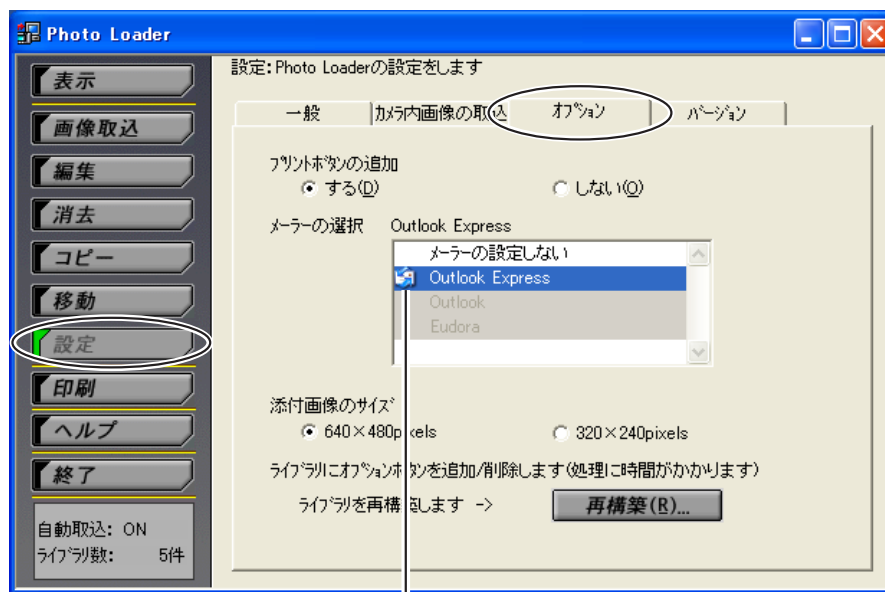 Photo Loader
設定:Photo Loaderの設定をします
表示
画像取込
編集
消去
コピー
移動
設定
印刷
ヘルプ
終了
自動取込: ON
ﾗｲﾌﾞﾗﾘ数: 5件
一般 ｶﾒﾗ内画像の取込 ｵﾌﾟｼｮﾝ ﾊﾞｰｼﾞｮﾝ
ﾌﾟﾘﾝﾄﾎﾞﾀﾝの追加
する(D) しない(O)
ﾒｰﾗｰの選択 Outlook Express
ﾒｰﾗｰの設定しない
Outlook Express
Outlook
Eudora
添付画像のｻｲｽﾞ
640×480pixels 320×240pixels
ﾗｲﾌﾞﾗﾘにｵﾌﾟｼｮﾝﾎﾞﾀﾝを追加/削除します(処理に時間がかかります)
ﾗｲﾌﾞﾗﾘを再構築します -> 再構築(R)...